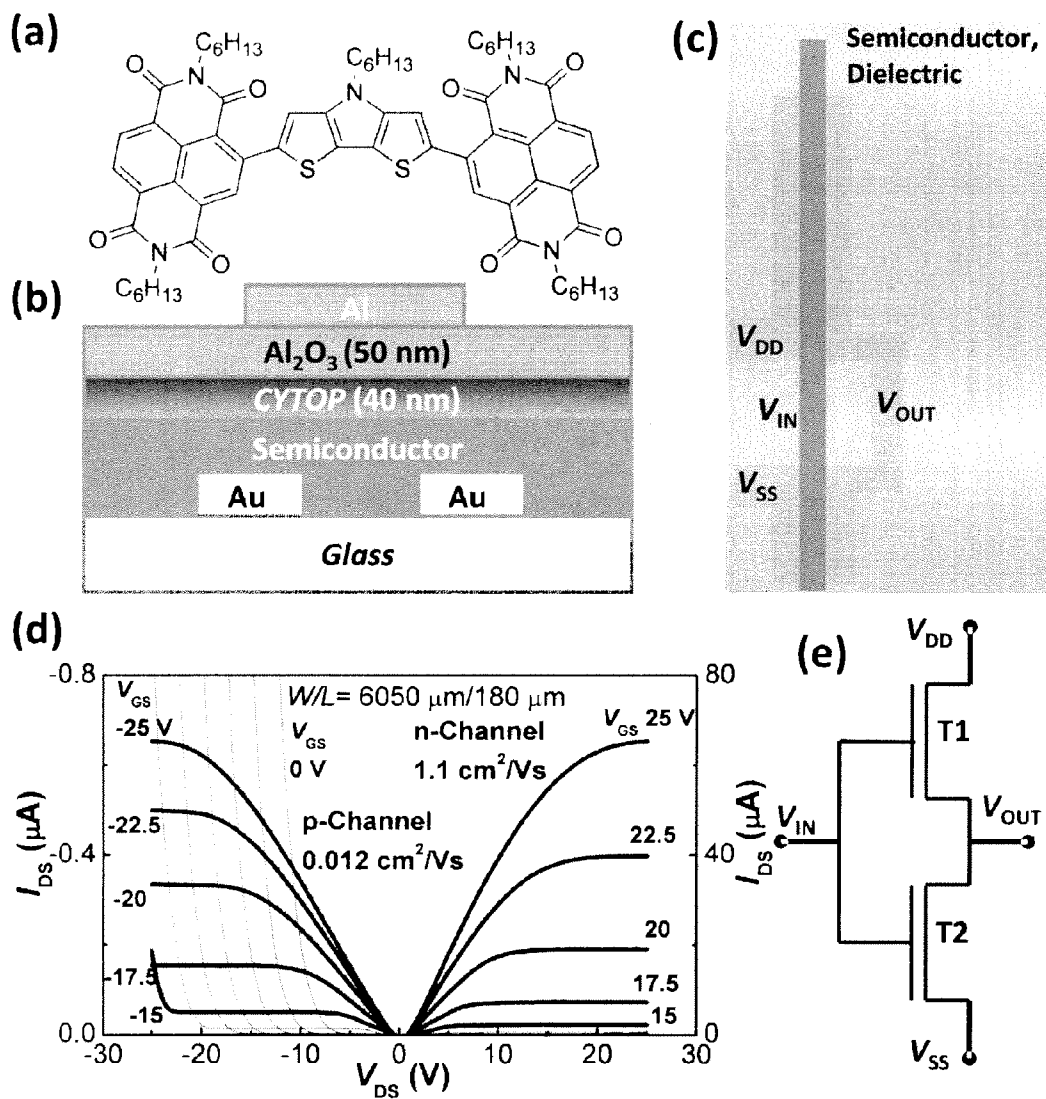 (a)
C6H13
C6H13
C6H13
O N O
N
O N O
S S
O N O
O N O
C6H13
C6H13
(b)
Al
Al2O3 (50 nm)
CYTOP (40 nm)
Semiconductor
Au Au
Glass
(c)
Semiconductor,
Dielectric
VDD
VIN
VOUT
VSS
(d)
-0.8
-0.4
0.0
IDS (μA)
VGS
-25 V
-22.5
-20
-17.5
-15
W/L= 6050 μm/180 μm
VGS n-Channel
0 V 1.1 cm²/Vs
p-Channel
0.012 cm²/Vs
VGS 25 V
22.5
20
17.5
15
80
40
0
IDS (μA)
-30 -20 -10 0 10 20 30
VDS (V)
(e)
VDD
T1
VIN
VOUT
T2
VSS